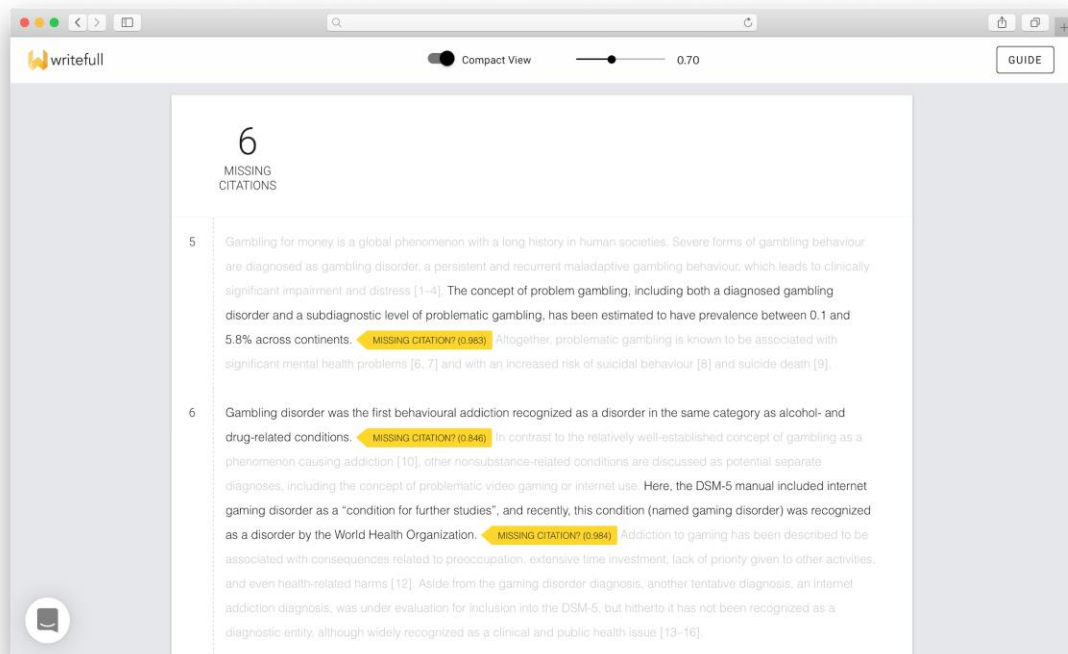 writefull
Compact View
0.70
GUIDE
6
MISSING
CITATIONS
5
Gambling for money is a global phenomenon with a long history in human societies. Severe forms of gambling behaviour
are diagnosed as gambling disorder, a persistent and recurrent maladaptive gambling behaviour, which leads to clinically
significant impairment and distress [1–4]. The concept of problem gambling, including both a diagnosed gambling
disorder and a subdiagnostic level of problematic gambling, has been estimated to have prevalence between 0.1 and
5.8% across continents. MISSING CITATION? (0.983) Altogether, problematic gambling is known to be associated with
significant mental health problems [6, 7] and with an increased risk of suicidal behaviour [8] and suicide death [9].
6
Gambling disorder was the first behavioural addiction recognized as a disorder in the same category as alcohol- and
drug-related conditions. MISSING CITATION? (0.846) In contrast to the relatively well-established concept of gambling as a
phenomenon causing addiction [10], other nonsubstance-related conditions are discussed as potential separate
diagnoses, including the concept of problematic video gaming or internet use. Here, the DSM-5 manual included internet
gaming disorder as a “condition for further studies”, and recently, this condition (named gaming disorder) was recognized
as a disorder by the World Health Organization. MISSING CITATION? (0.984) Addiction to gaming has been described to be
associated with consequences related to preoccupation, extensive time investment, lack of priority given to other activities,
and even health-related harms [12]. Aside from the gaming disorder diagnosis, another tentative diagnosis, an internet
addiction diagnosis, was under evaluation for inclusion into the DSM-5, but hitherto it has not been recognized as a
diagnostic entity, although widely recognized as a clinical and public health issue [13–16].